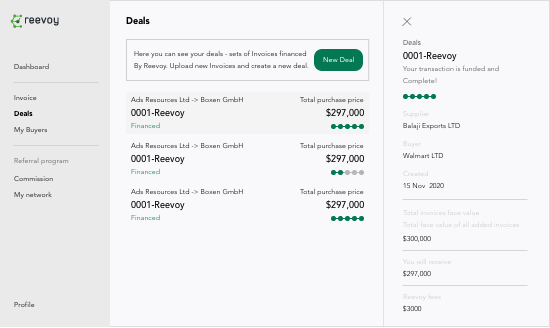 reevoy
Dashboard
Invoice
Deals
My Buyers
Referral program
Commission
My network
Profile
Deals
Here you can see your deals - sets of Invoices financed
By Reevoy. Upload new Invoices and create a new deal.
New Deal
Ads Resources Ltd -> Boxen GmbH
Total purchase price
0001-Reevoy
$297,000
Financed
Ads Resources Ltd -> Boxen GmbH
Total purchase price
0001-Reevoy
$297,000
Financed
Ads Resources Ltd -> Boxen GmbH
Total purchase price
0001-Reevoy
$297,000
Financed
Deals
0001-Reevoy
Your transaction is funded and
Complete!
Supplier
Balaji Exports LTD
Buyer
Walmart LTD
Created
15 Nov 2020
Total invoices face value
Total face value of all added invoices
$300,000
You will receive
$297,000
Reevoy fees
$3000